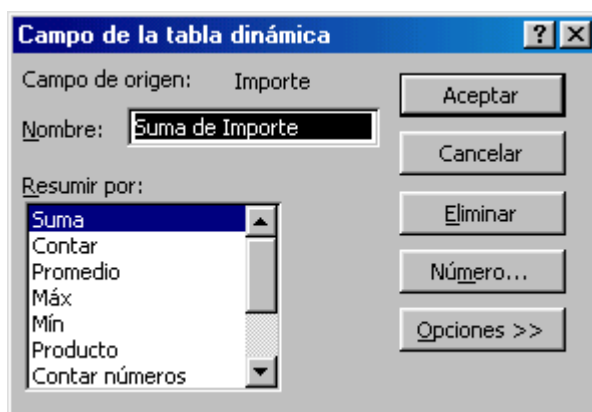 Campo de la tabla dinámica
Campo de origen: Importe
Nombre: Suma de Importe
Resumir por:
Suma
Contar
Promedio
Máx
Mín
Producto
Contar números
Aceptar
Cancelar
Eliminar
Número...
Opciones >>